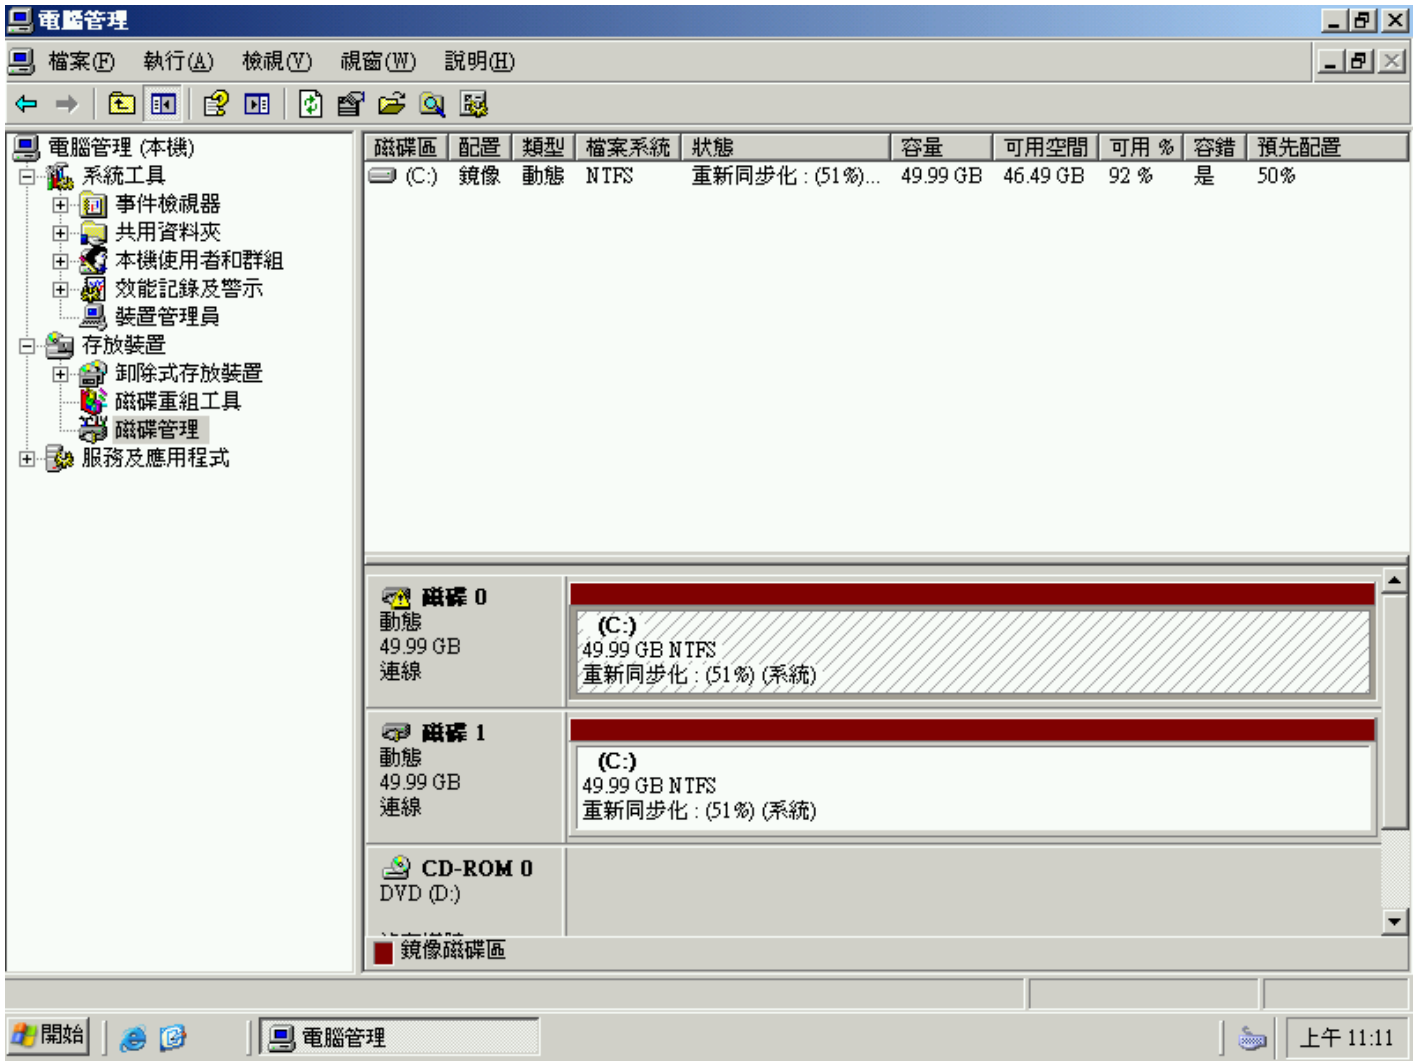 電腦管理
檔案(F) 執行(A) 檢視(V) 視窗(W) 說明(H)
電腦管理 (本機)
系統工具
事件檢視器
共用資料夾
本機使用者和群組
效能記錄及警示
裝置管理員
存放裝置
卸除式存放裝置
磁碟重組工具
磁碟管理
服務及應用程式
磁碟區 配置 類型 檔案系統 狀態 容量 可用空間 可用 % 容錯 預先配置
(C:) 鏡像 動態 NTFS 重新同步化 : (51%)... 49.99 GB 46.49 GB 92 % 是 50%
磁碟 0
動態
49.99 GB
連線
(C:)
49.99 GB NTFS
重新同步化 : (51%) (系統)
磁碟 1
動態
49.99 GB
連線
(C:)
49.99 GB NTFS
重新同步化 : (51%) (系統)
CD-ROM 0
DVD (D:)
鏡像磁碟區
開始 電腦管理 上午 11:11